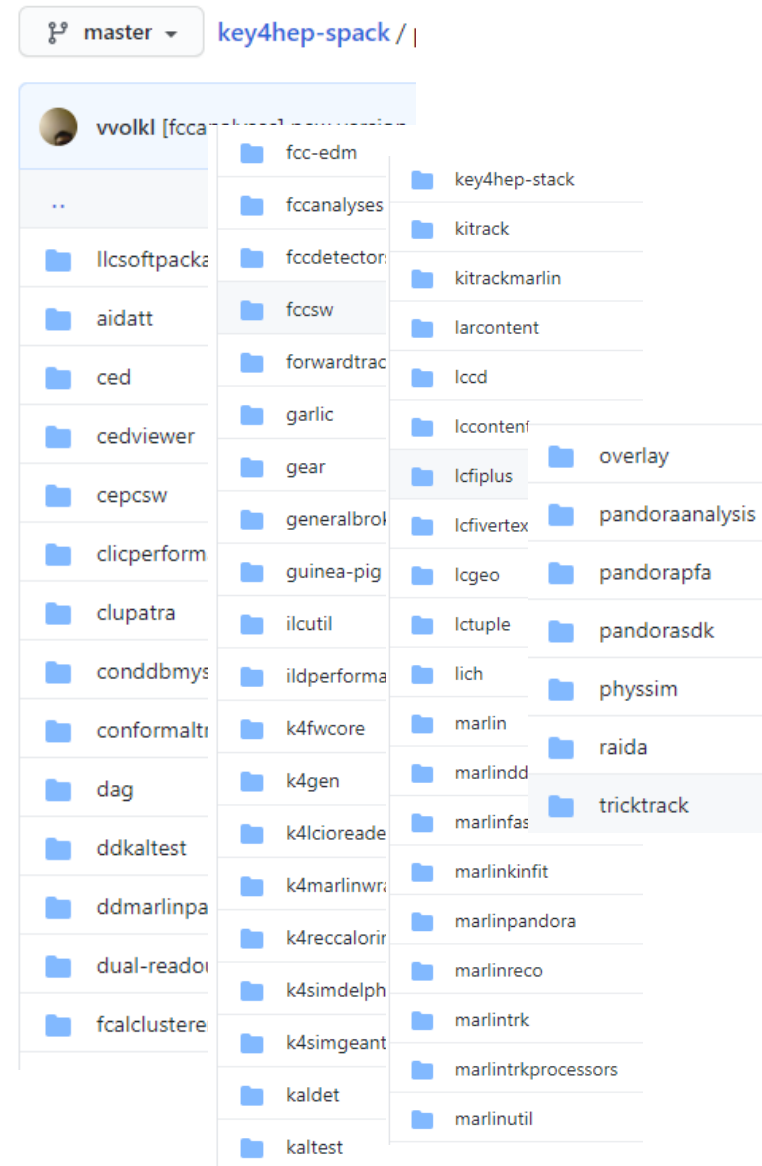 master
key4hep-spack /
vvolkl [fccanalyses] new version
..
llcsoftpacka
aidatt
ced
cedviewer
cepcsw
clicperform
clupatra
conddbmys
conformaltr
dag
ddkaltest
ddmarlinpa
dual-readou
fcalclustere
fcc-edm
fccanalyses
fccdetector
fccsw
forwardtrac
garlic
gear
generalbrok
guinea-pig
ilcutil
ildperforma
k4fwcore
k4gen
k4lcioreade
k4marlinwra
k4reccalorin
k4simdelph
k4simgeant
kaldet
kaltest
key4hep-stack
kitrack
kitrackmarlin
larcontent
lccd
lccontent
lcfiplus
lcfivertex
lcgeo
lctuple
lich
marlin
marlindd
marlinfas
marlinkinfit
marlinpandora
marlinreco
marlintrk
marlintrkprocessors
marlinutil
overlay
pandoraanalysis
pandorapfa
pandorasdk
physsim
raida
tricktrack